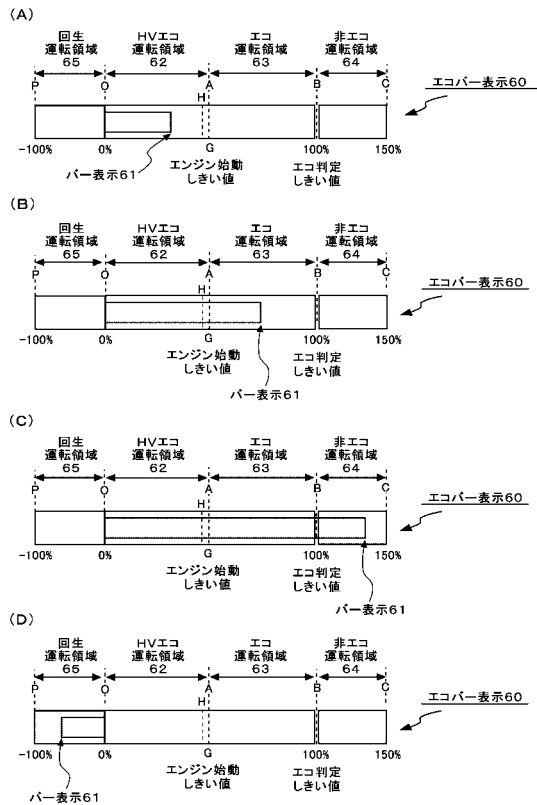 (A)
回生 HVエコ エコ 非エコ
運転領域 運転領域 運転領域 運転領域
65 62 63 64
P O A B C
H
エコバー表示60
-100% 0% G 100% 150%
バー表示61
エンジン始動 エコ判定
しきい値 しきい値
(B)
回生 HVエコ エコ 非エコ
運転領域 運転領域 運転領域 運転領域
65 62 63 64
P O A B C
H
エコバー表示60
-100% 0% G 100% 150%
エンジン始動 エコ判定
しきい値 しきい値
バー表示61
(C)
回生 HVエコ エコ 非エコ
運転領域 運転領域 運転領域 運転領域
65 62 63 64
P O A B C
H
エコバー表示60
-100% 0% G 100% 150%
エンジン始動 エコ判定
しきい値 しきい値
バー表示61
(D)
回生 HVエコ エコ 非エコ
運転領域 運転領域 運転領域 運転領域
65 62 63 64
P O A B C
H
エコバー表示60
-100% 0% G 100% 150%
エンジン始動 エコ判定
しきい値 しきい値
バー表示61